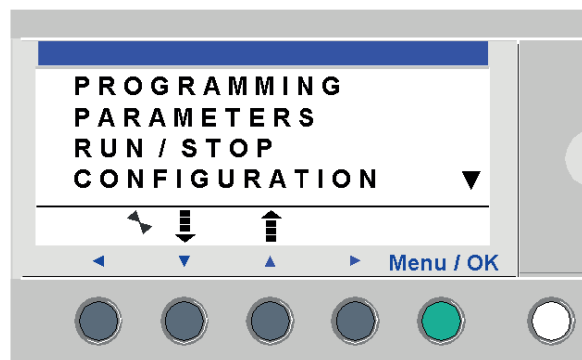 PROGRAMMING
PARAMETERS
RUN / STOP
CONFIGURATION
Menu / OK